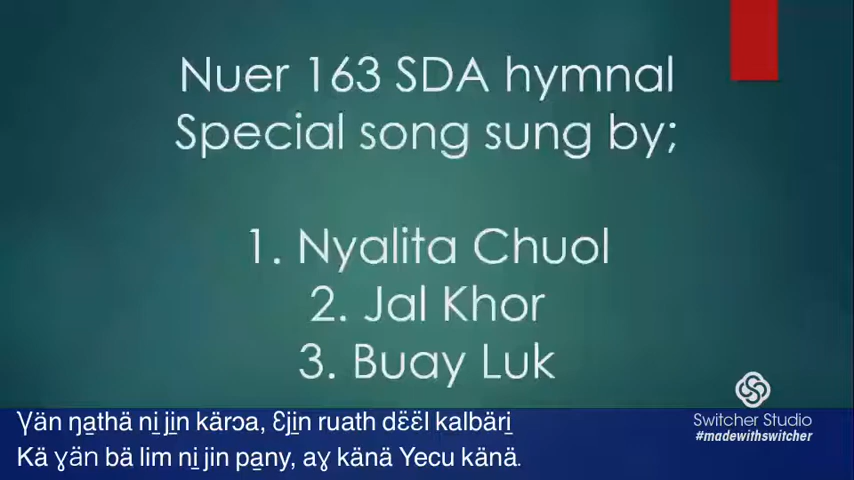 Nuer 163 SDA hymnal
Special song sung by;
1. Nyalita Chuol
2. Jal Khor
3. Buay Luk
Ɣän ŋa̱thä ni̱ ji̱n kärɔa, Ɛji̱n ruath dɛ̈ɛ̈l kalbäri̱
Kä ɣän bä lim ni̱ jin pa̱ny, aɣ känä Yecu känä.
Switcher Studio
#madewithswitcher